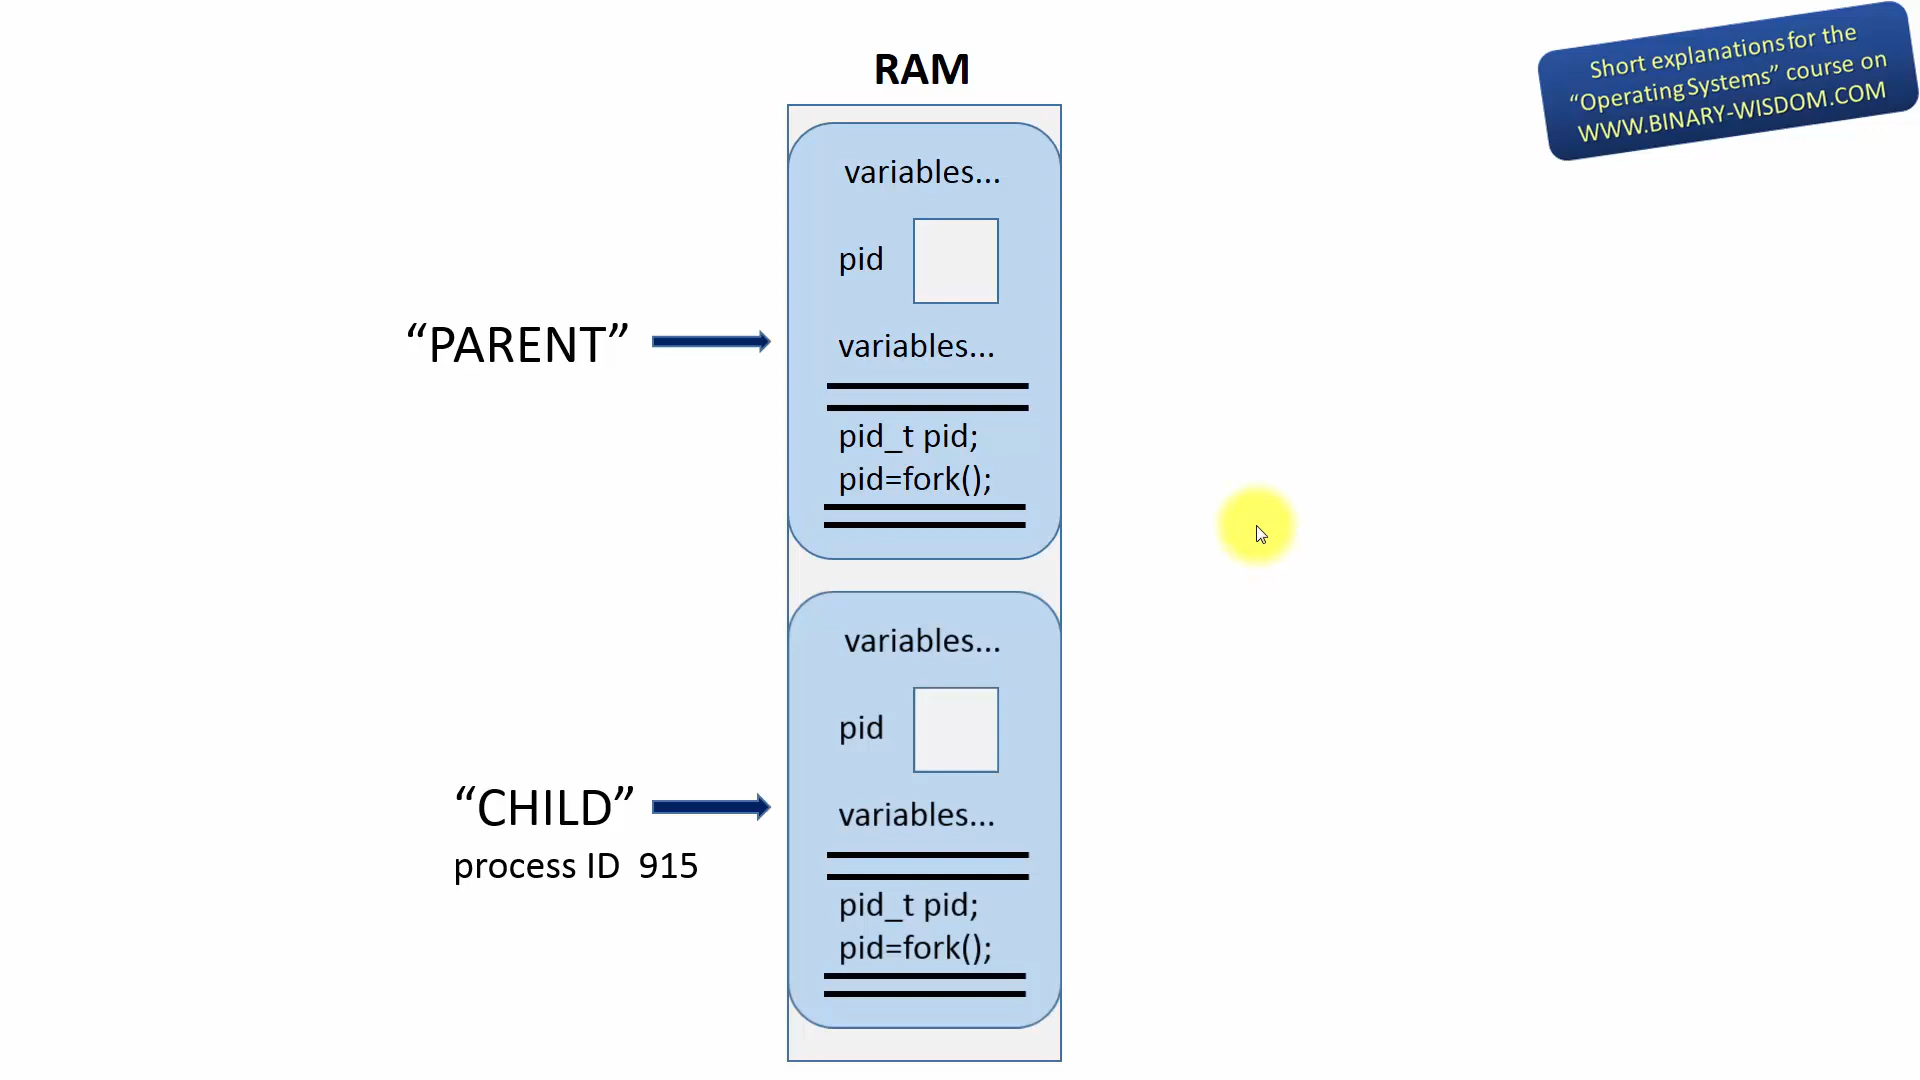 RAM
Short explanations for the
“Operating Systems” course on
WWW.BINARY-WISDOM.COM
variables...
pid
“PARENT”
variables...
pid_t pid;
pid=fork();
variables...
pid
“CHILD”
process ID 915
variables...
pid_t pid;
pid=fork();